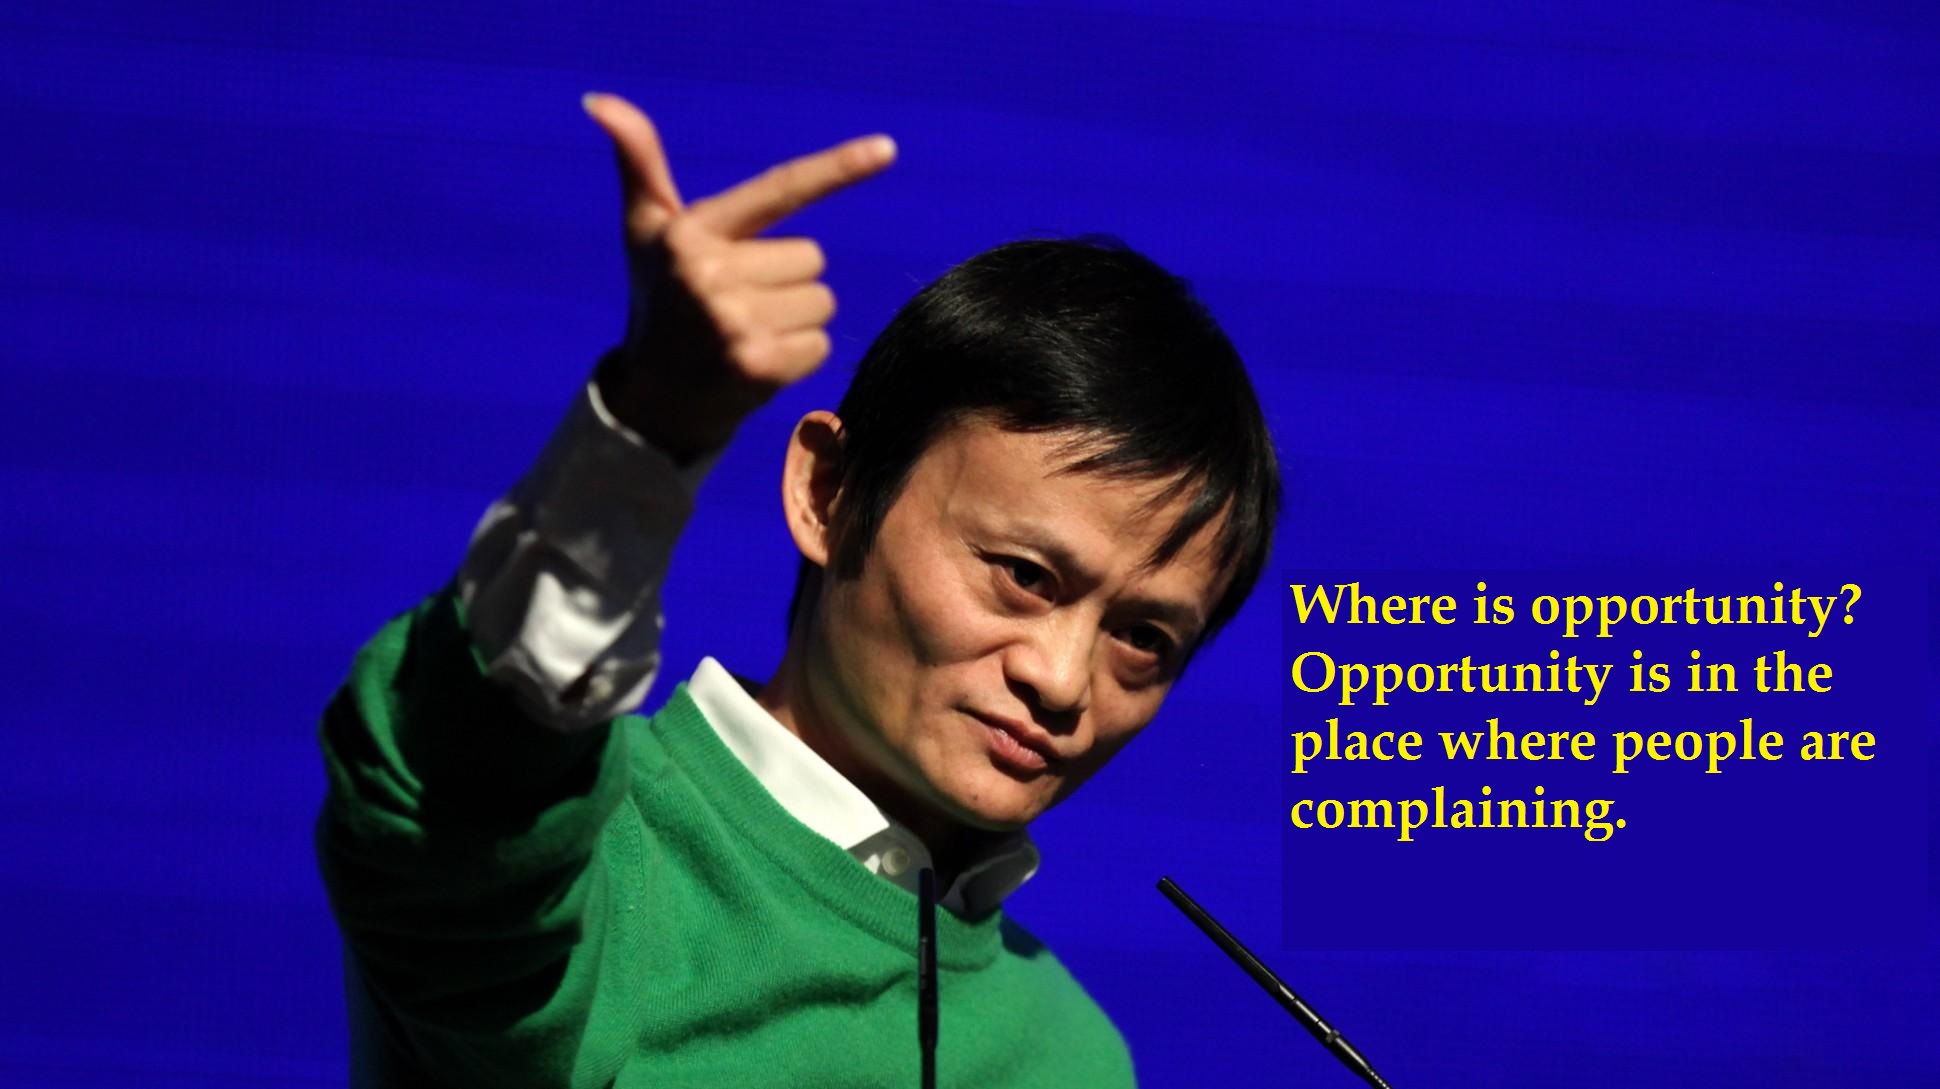 Where is opportunity?
Opportunity is in the
place where people are
complaining.